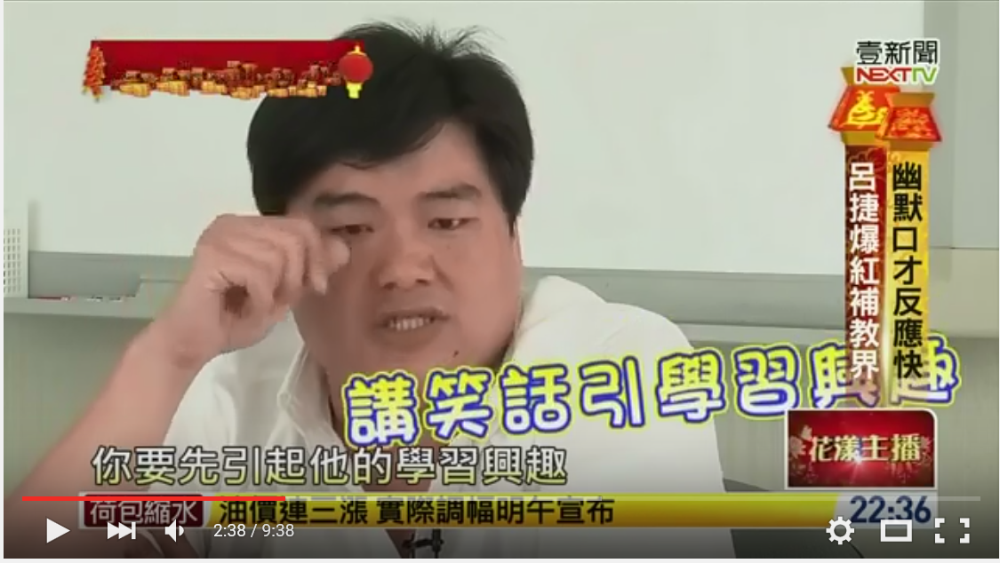 壹新聞
NEXTTV
幽默口才反應快
呂捷爆紅補教界
講笑話引學習興趣
花漾主播
你要先引起他的學習興趣
荷包縮水 油價連三漲 實際調幅明午宣布 22:36
2:38 / 9:38